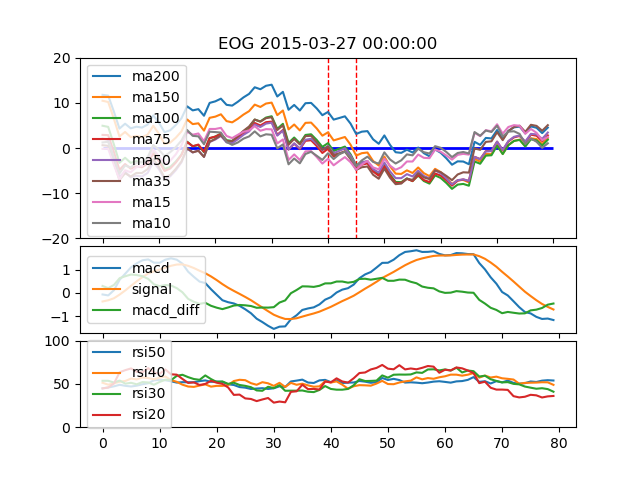 EOG 2015-03-27 00:00:00
20
10
0
−10
−20
ma200
ma150
ma100
ma75
ma50
ma35
ma15
ma10
1
0
−1
macd
signal
macd_diff
100
50
0
rsi50
rsi40
rsi30
rsi20
0 10 20 30 40 50 60 70 80